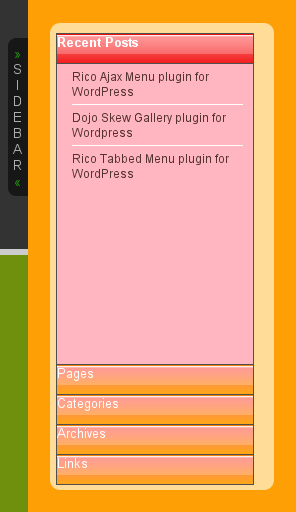 »
SIDEBAR
«
Recent Posts
Rico Ajax Menu plugin for
WordPress
Dojo Skew Gallery plugin for
Wordpress
Rico Tabbed Menu plugin for
WordPress
Pages
Categories
Archives
Links